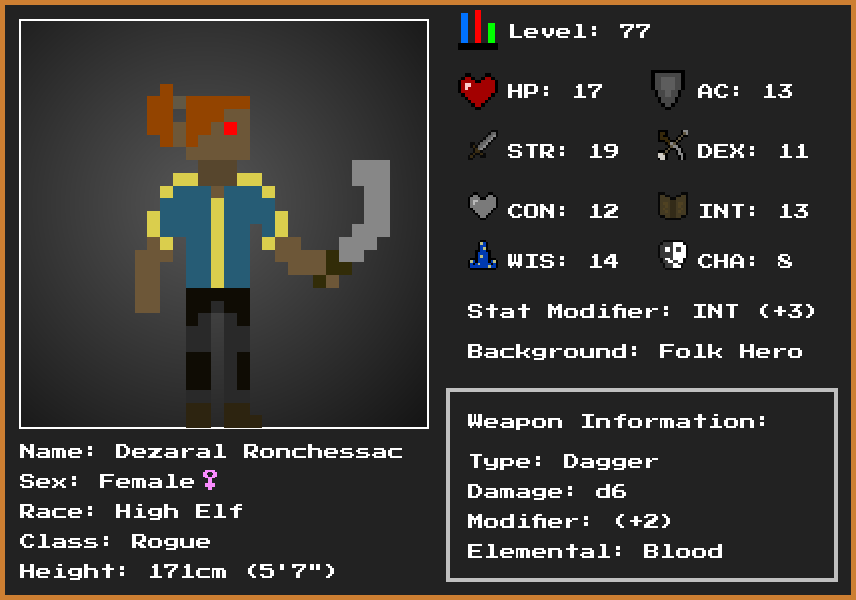 Level: 77
HP: 17 AC: 13
STR: 19 DEX: 11
CON: 12 INT: 13
WIS: 14 CHA: 8
Stat Modifier: INT (+3)
Background: Folk Hero
Weapon Information:
Type: Dagger
Damage: d6
Modifier: (+2)
Elemental: Blood
Name: Dezaral Ronchessac
Sex: Female♀
Race: High Elf
Class: Rogue
Height: 171cm (5'7")